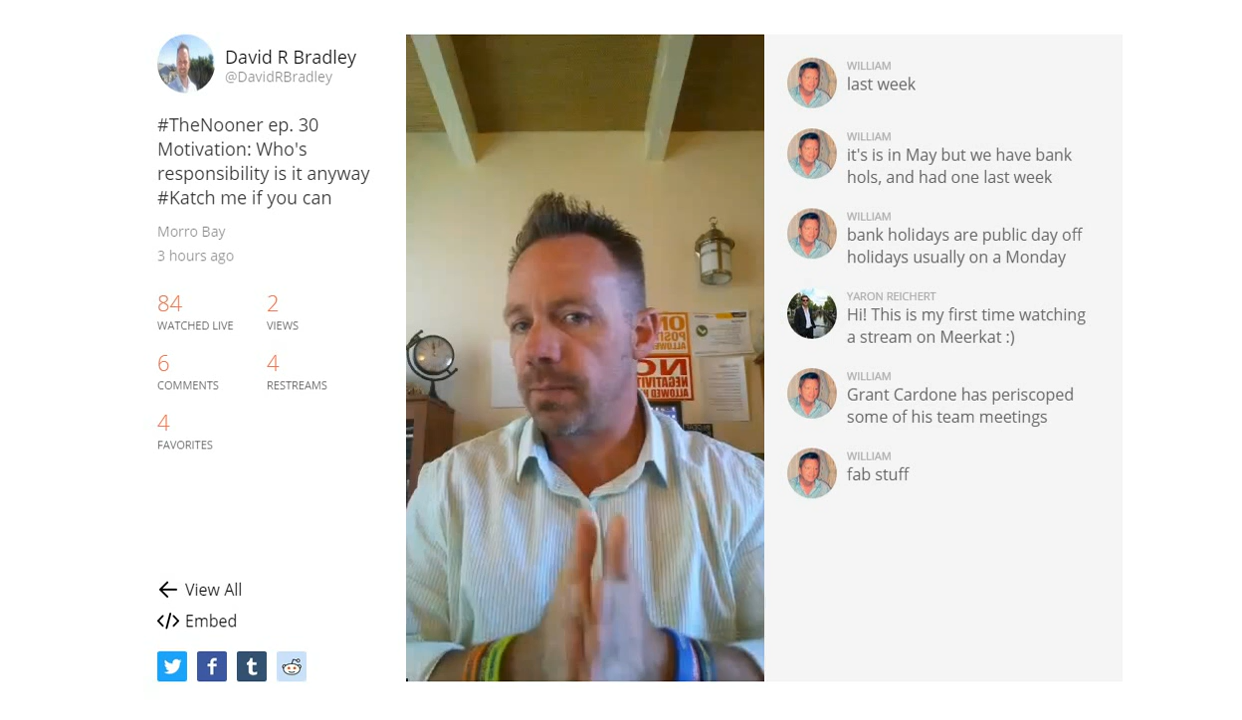 David R Bradley
@DavidRBradley
#TheNooner ep. 30
Motivation: Who's
responsibility is it anyway
#Katch me if you can
Morro Bay
3 hours ago
84
WATCHED LIVE
2
VIEWS
6
COMMENTS
4
RESTREAMS
4
FAVORITES
View All
Embed
NO
NEGATIVITY
ALLOWED
WILLIAM
last week
WILLIAM
it's is in May but we have bank
hols, and had one last week
WILLIAM
bank holidays are public day off
holidays usually on a Monday
YARON REICHERT
Hi! This is my first time watching
a stream on Meerkat :)
WILLIAM
Grant Cardone has periscoped
some of his team meetings
WILLIAM
fab stuff